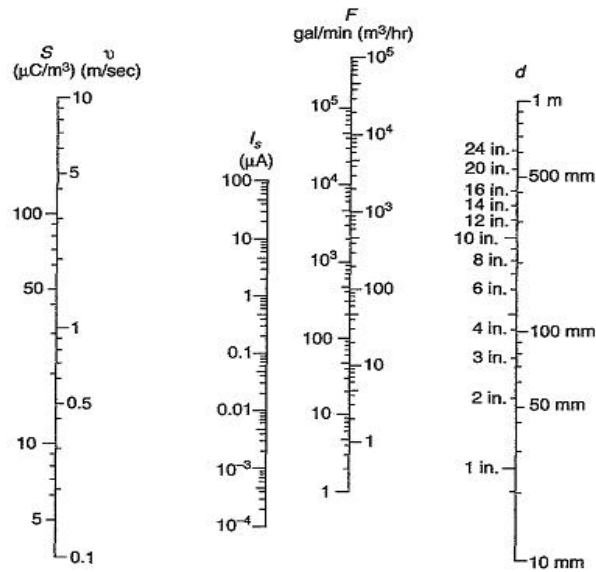 F
gal/min (m³/hr)
S υ
(μC/m³) (m/sec)
I_s
(μA)
d
10
5
100
50
1
0.5
10
5
0.1
100
10
1
0.1
0.01
10⁻³
10⁻⁴
10⁵
10⁵
10⁴
10⁴
10³
10³
100
100
10
10
1
1
1 m
24 in.
20 in.
500 mm
16 in.
14 in.
12 in.
10 in.
8 in.
6 in.
4 in.
100 mm
3 in.
2 in.
50 mm
1 in.
10 mm